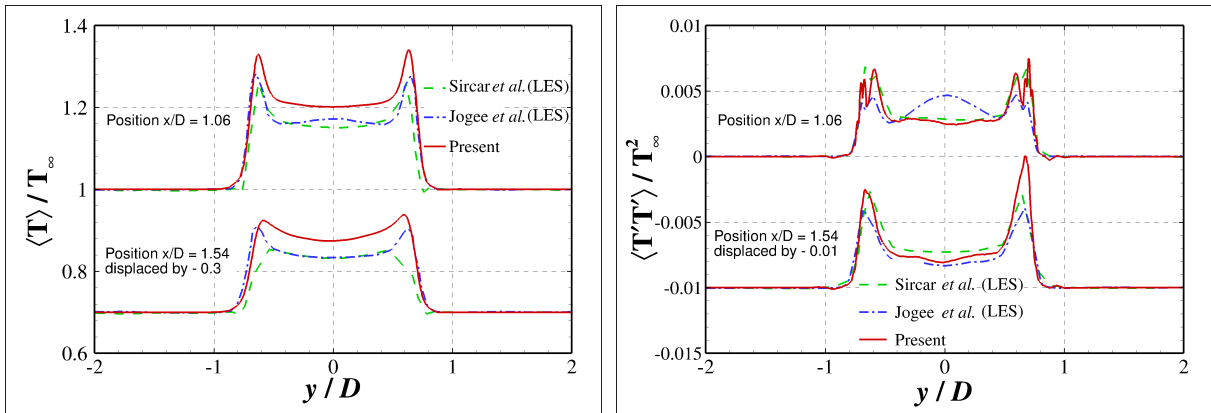 ⟨T⟩ / T∞
1.4
1.2
1
0.8
0.6
Position x/D = 1.06
Position x/D = 1.54
displaced by - 0.3
Sircar et al. (LES)
Jogee et al. (LES)
Present
-2
-1
0
1
2
y / D
⟨T'T'⟩ / T²∞
0.01
0.005
0
-0.005
-0.01
-0.015
Position x/D = 1.06
Position x/D = 1.54
displaced by - 0.01
Sircar et al. (LES)
Jogee et al. (LES)
Present
-2
-1
0
1
2
y / D